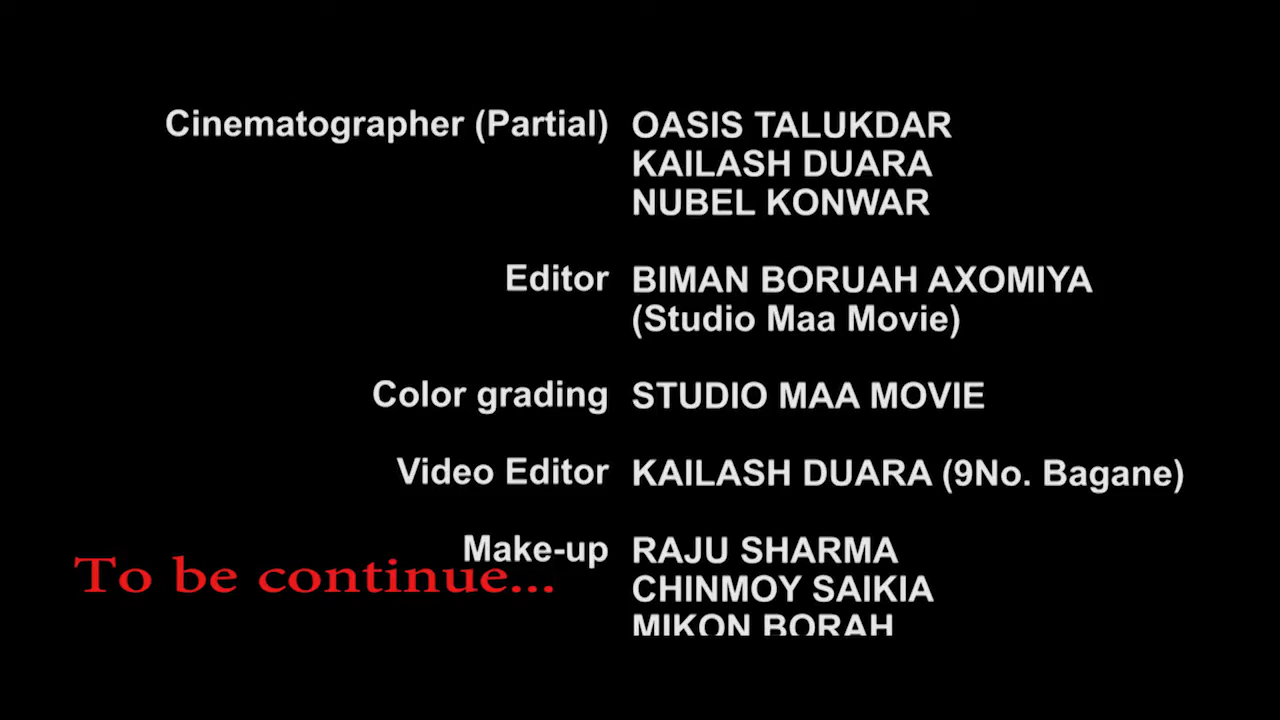 Cinematographer (Partial) OASIS TALUKDAR
KAILASH DUARA
NUBEL KONWAR
Editor BIMAN BORUAH AXOMIYA
(Studio Maa Movie)
Color grading STUDIO MAA MOVIE
Video Editor KAILASH DUARA (9No. Bagane)
Make-up RAJU SHARMA
To be continue...
CHINMOY SAIKIA
MIKON BORAH